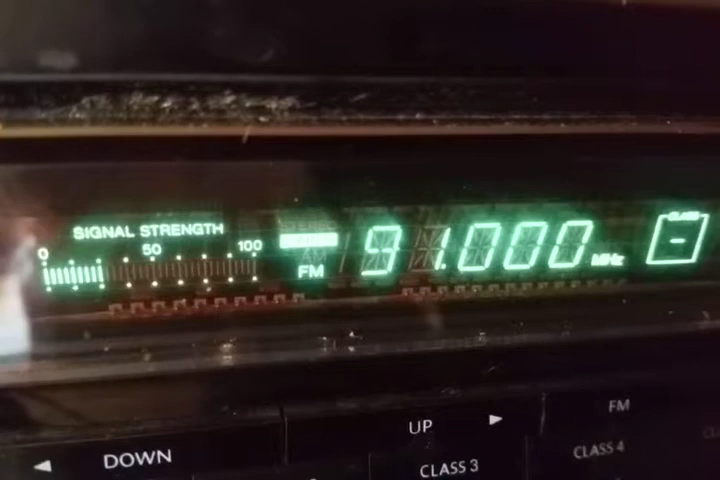 SIGNAL STRENGTH
0 50 100
FM
91.000 MHz
CLASS
-
DOWN
UP
FM
CLASS 3
CLASS 4